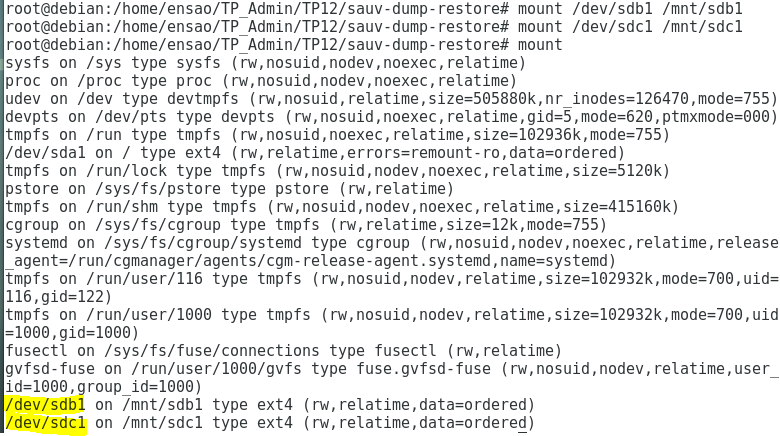 root@debian:/home/ensao/TP_Admin/TP12/sauv-dump-restore# mount /dev/sdb1 /mnt/sdb1
root@debian:/home/ensao/TP_Admin/TP12/sauv-dump-restore# mount /dev/sdc1 /mnt/sdc1
root@debian:/home/ensao/TP_Admin/TP12/sauv-dump-restore# mount
sysfs on /sys type sysfs (rw,nosuid,nodev,noexec,relatime)
proc on /proc type proc (rw,nosuid,nodev,noexec,relatime)
udev on /dev type devtmpfs (rw,nosuid,relatime,size=505880k,nr_inodes=126470,mode=755)
devpts on /dev/pts type devpts (rw,nosuid,noexec,relatime,gid=5,mode=620,ptmxmode=000)
tmpfs on /run type tmpfs (rw,nosuid,noexec,relatime,size=102936k,mode=755)
/dev/sda1 on / type ext4 (rw,relatime,errors=remount-ro,data=ordered)
tmpfs on /run/lock type tmpfs (rw,nosuid,nodev,noexec,relatime,size=5120k)
pstore on /sys/fs/pstore type pstore (rw,relatime)
tmpfs on /run/shm type tmpfs (rw,nosuid,nodev,noexec,relatime,size=415160k)
cgroup on /sys/fs/cgroup type tmpfs (rw,relatime,size=12k,mode=755)
systemd on /sys/fs/cgroup/systemd type cgroup (rw,nosuid,nodev,noexec,relatime,release
_agent=/run/cgmanager/agents/cgm-release-agent.systemd,name=systemd)
tmpfs on /run/user/116 type tmpfs (rw,nosuid,nodev,relatime,size=102932k,mode=700,uid=
116,gid=122)
tmpfs on /run/user/1000 type tmpfs (rw,nosuid,nodev,relatime,size=102932k,mode=700,uid
=1000,gid=1000)
fusectl on /sys/fs/fuse/connections type fusectl (rw,relatime)
gvfsd-fuse on /run/user/1000/gvfs type fuse.gvfsd-fuse (rw,nosuid,nodev,relatime,user_
id=1000,group_id=1000)
/dev/sdb1 on /mnt/sdb1 type ext4 (rw,relatime,data=ordered)
/dev/sdc1 on /mnt/sdc1 type ext4 (rw,relatime,data=ordered)